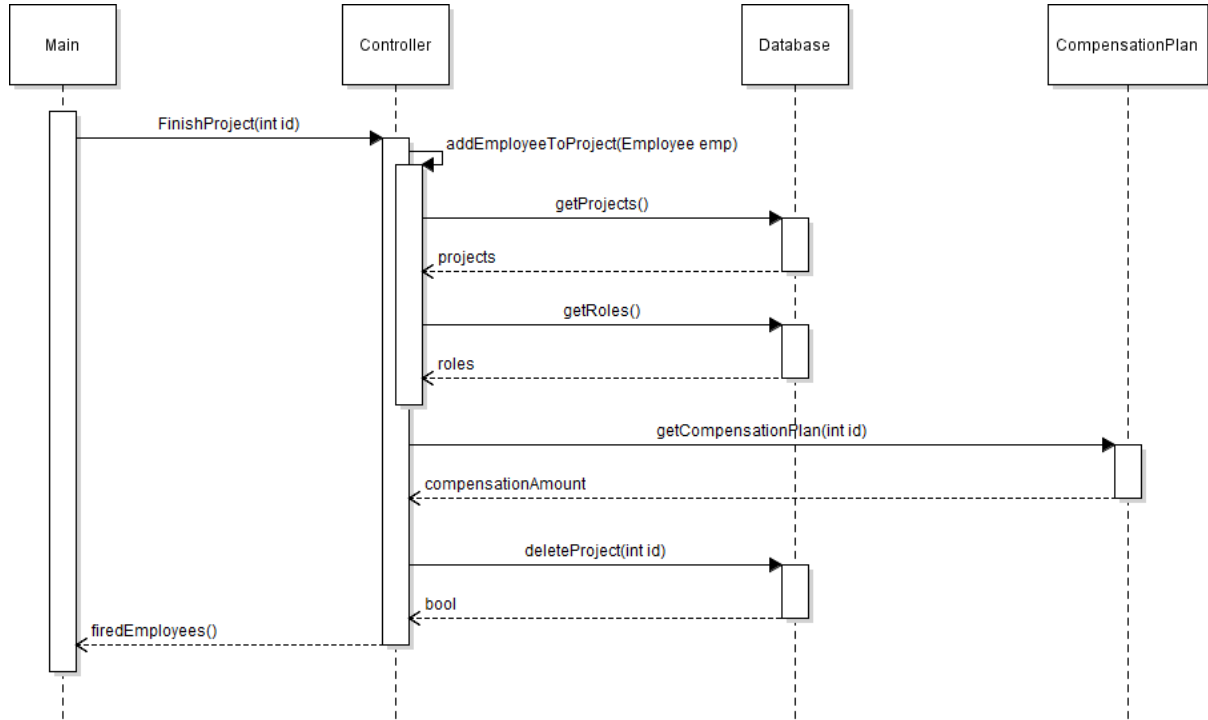 Main
Controller
Database
CompensationPlan
FinishProject(int id)
addEmployeeToProject(Employee emp)
getProjects()
projects
getRoles()
roles
getCompensationPlan(int id)
compensationAmount
deleteProject(int id)
bool
firedEmployees()